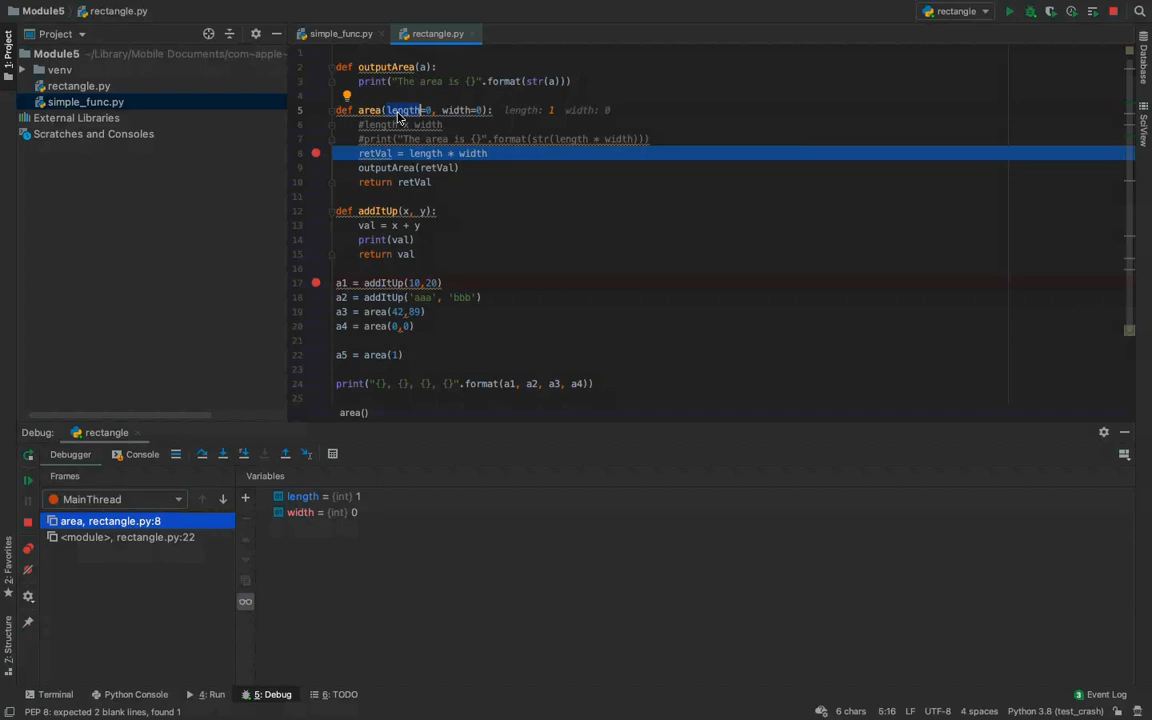 Module5 rectangle.py
rectangle
Project
simple_func.py
rectangle.py
Module5 ~/Library/Mobile Documents/com~apple
venv
rectangle.py
simple_func.py
External Libraries
Scratches and Consoles
1: Project
2: Favorites
7: Structure
Database
SciView
1
2 def outputArea(a):
3 print("The area is {}".format(str(a)))
4
5 def area(length=0, width=0): length: 1 width: 0
6 #length x width
7 #print("The area is {}".format(str(length * width)))
8 retVal = length * width
9 outputArea(retVal)
10 return retVal
11
12 def addItUp(x, y):
13 val = x + y
14 print(val)
15 return val
16
17 a1 = addItUp(10,20)
18 a2 = addItUp('aaa', 'bbb')
19 a3 = area(42,89)
20 a4 = area(0,0)
22 a5 = area(1)
24 print("{}, {}, {}, {}".format(a1, a2, a3, a4))
25
area()
Debug: rectangle
Debugger Console
Frames
Variables
MainThread
area, rectangle.py:8
<module>, rectangle.py:22
length = {int} 1
width = {int} 0
Terminal Python Console 4: Run 5: Debug 6: TODO
3 Event Log
PEP 8: expected 2 blank lines, found 1
6 chars 5:16 LF UTF-8 4 spaces Python 3.8 (test_crash)